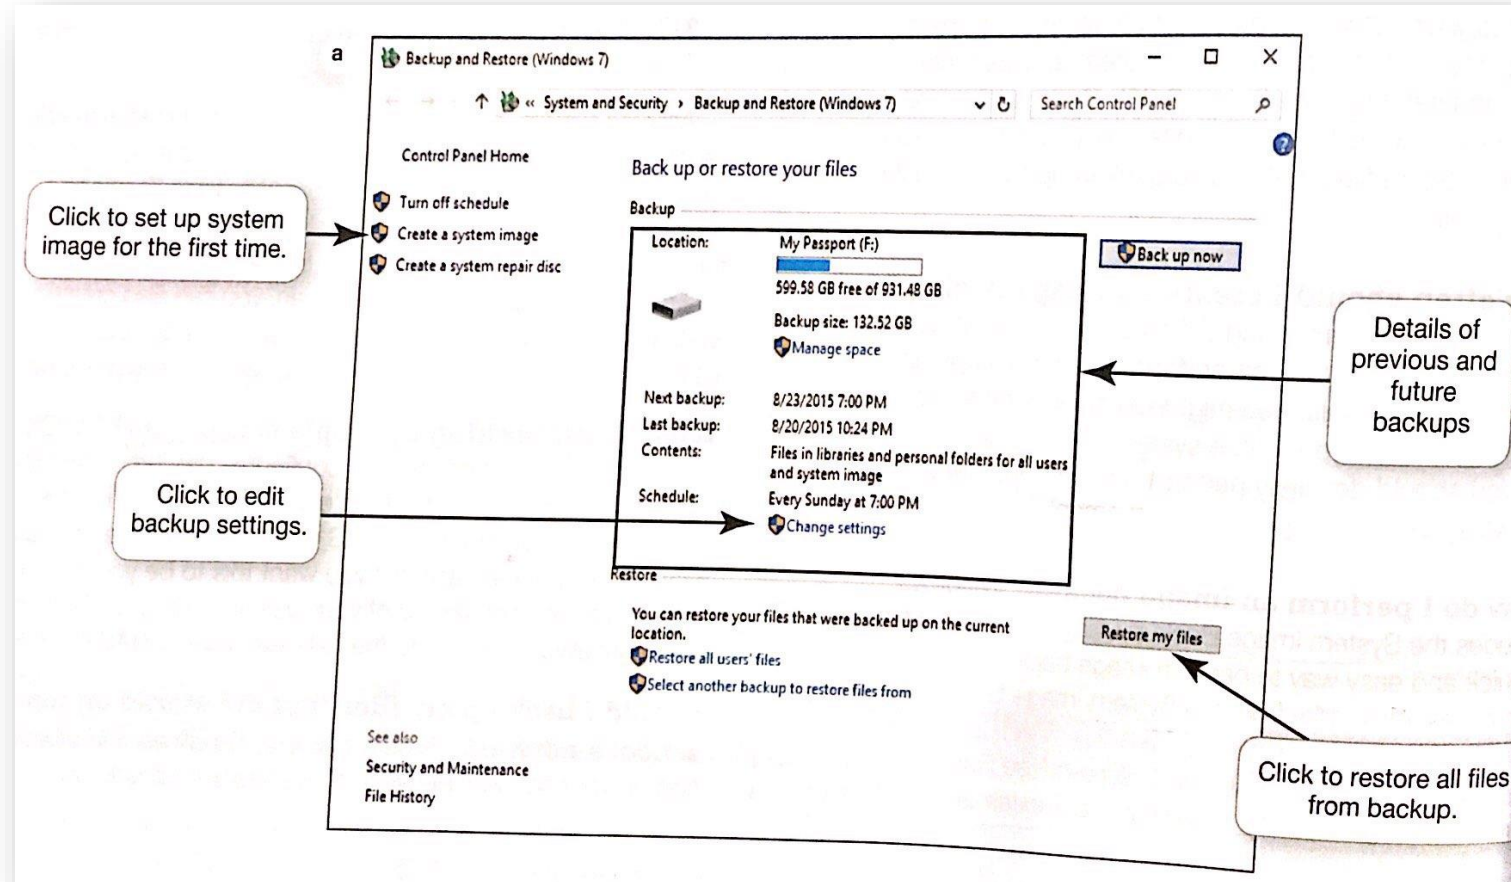 a
Backup and Restore (Windows 7)
« System and Security › Backup and Restore (Windows 7)
Search Control Panel
Control Panel Home
Turn off schedule
Create a system image
Create a system repair disc
Click to set up system
image for the first time.
Back up or restore your files
Backup
Location:
My Passport (F:)
599.58 GB free of 931.48 GB
Backup size: 132.52 GB
Manage space
Back up now
Details of
previous and
future
backups
Next backup:
8/23/2015 7:00 PM
Last backup:
8/20/2015 10:24 PM
Contents:
Files in libraries and personal folders for all users
and system image
Schedule:
Every Sunday at 7:00 PM
Change settings
Click to edit
backup settings.
Restore
You can restore your files that were backed up on the current
location.
Restore my files
Restore all users' files
Select another backup to restore files from
Click to restore all files
from backup.
See also
Security and Maintenance
File History